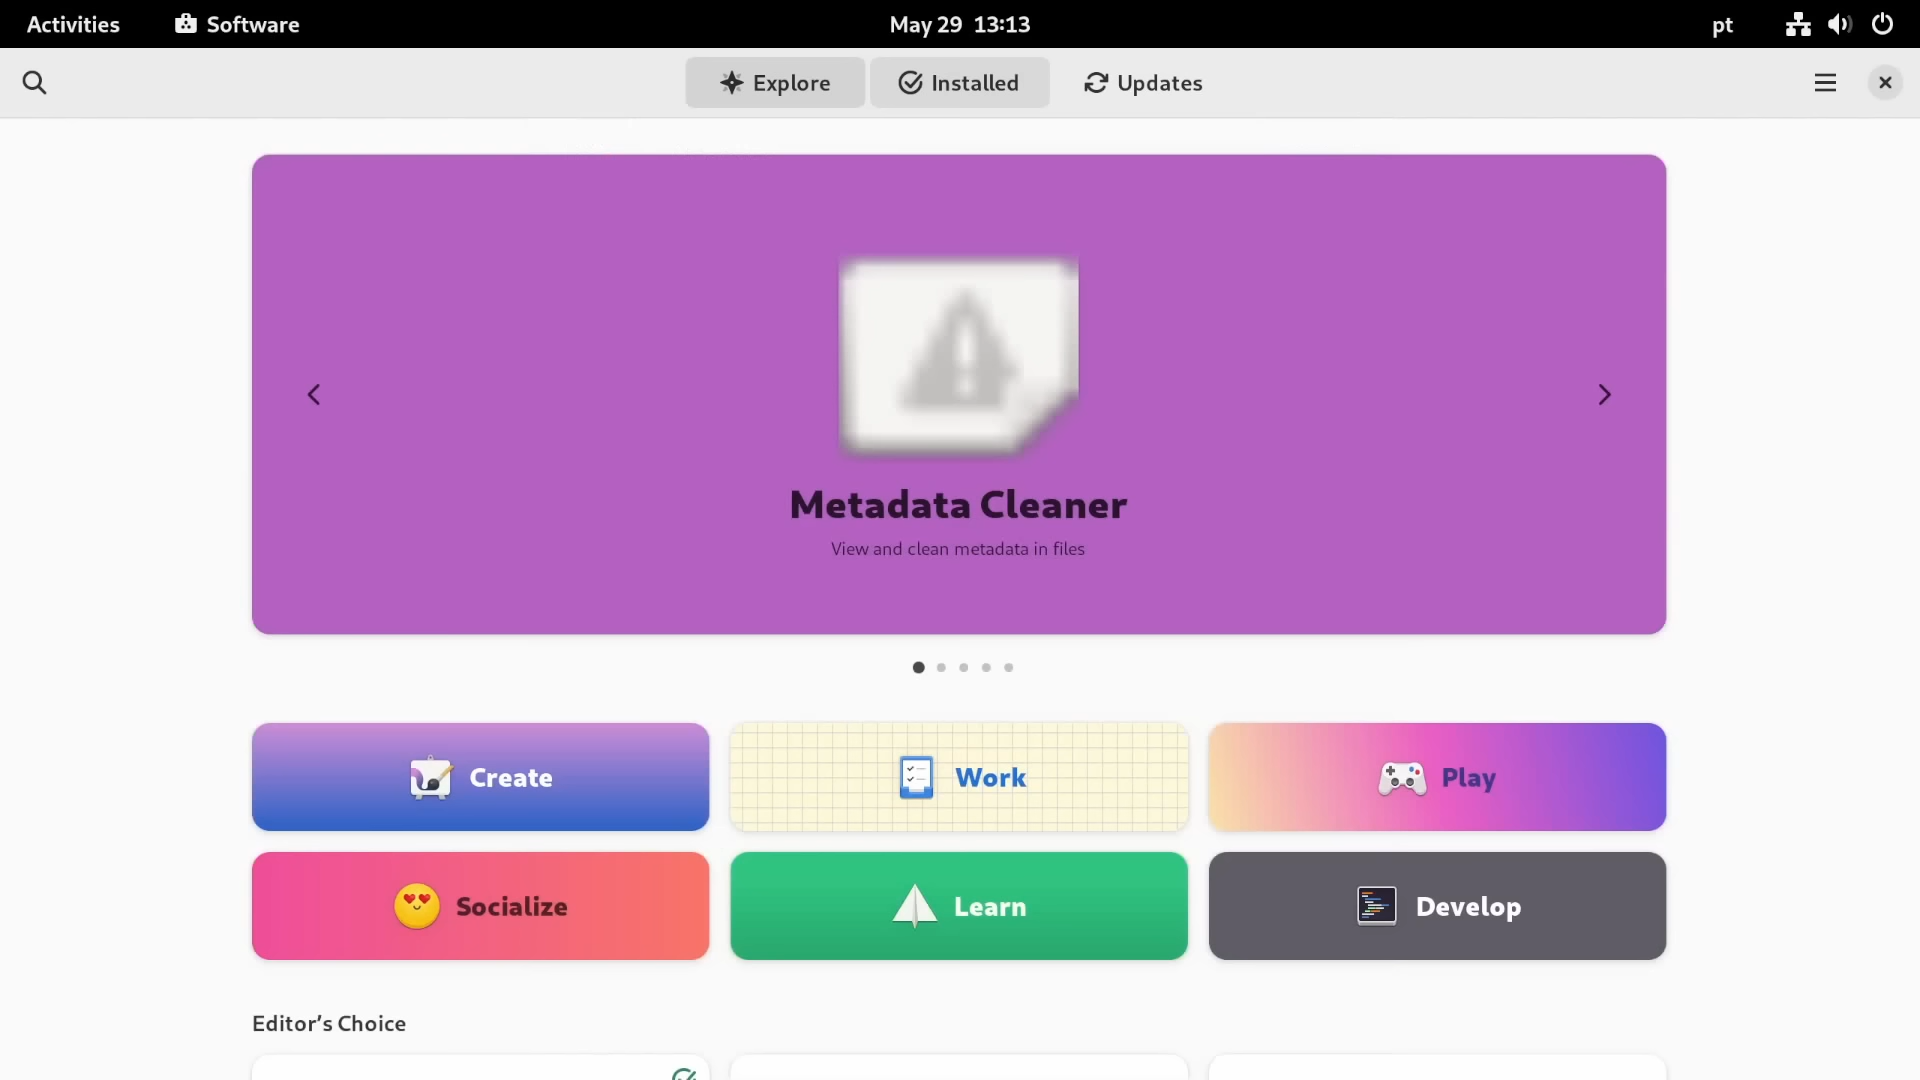 Activities
Software
May 29 13:13
pt
Explore
Installed
Updates
Metadata Cleaner
View and clean metadata in files
Create
Work
Play
Socialize
Learn
Develop
Editor’s Choice